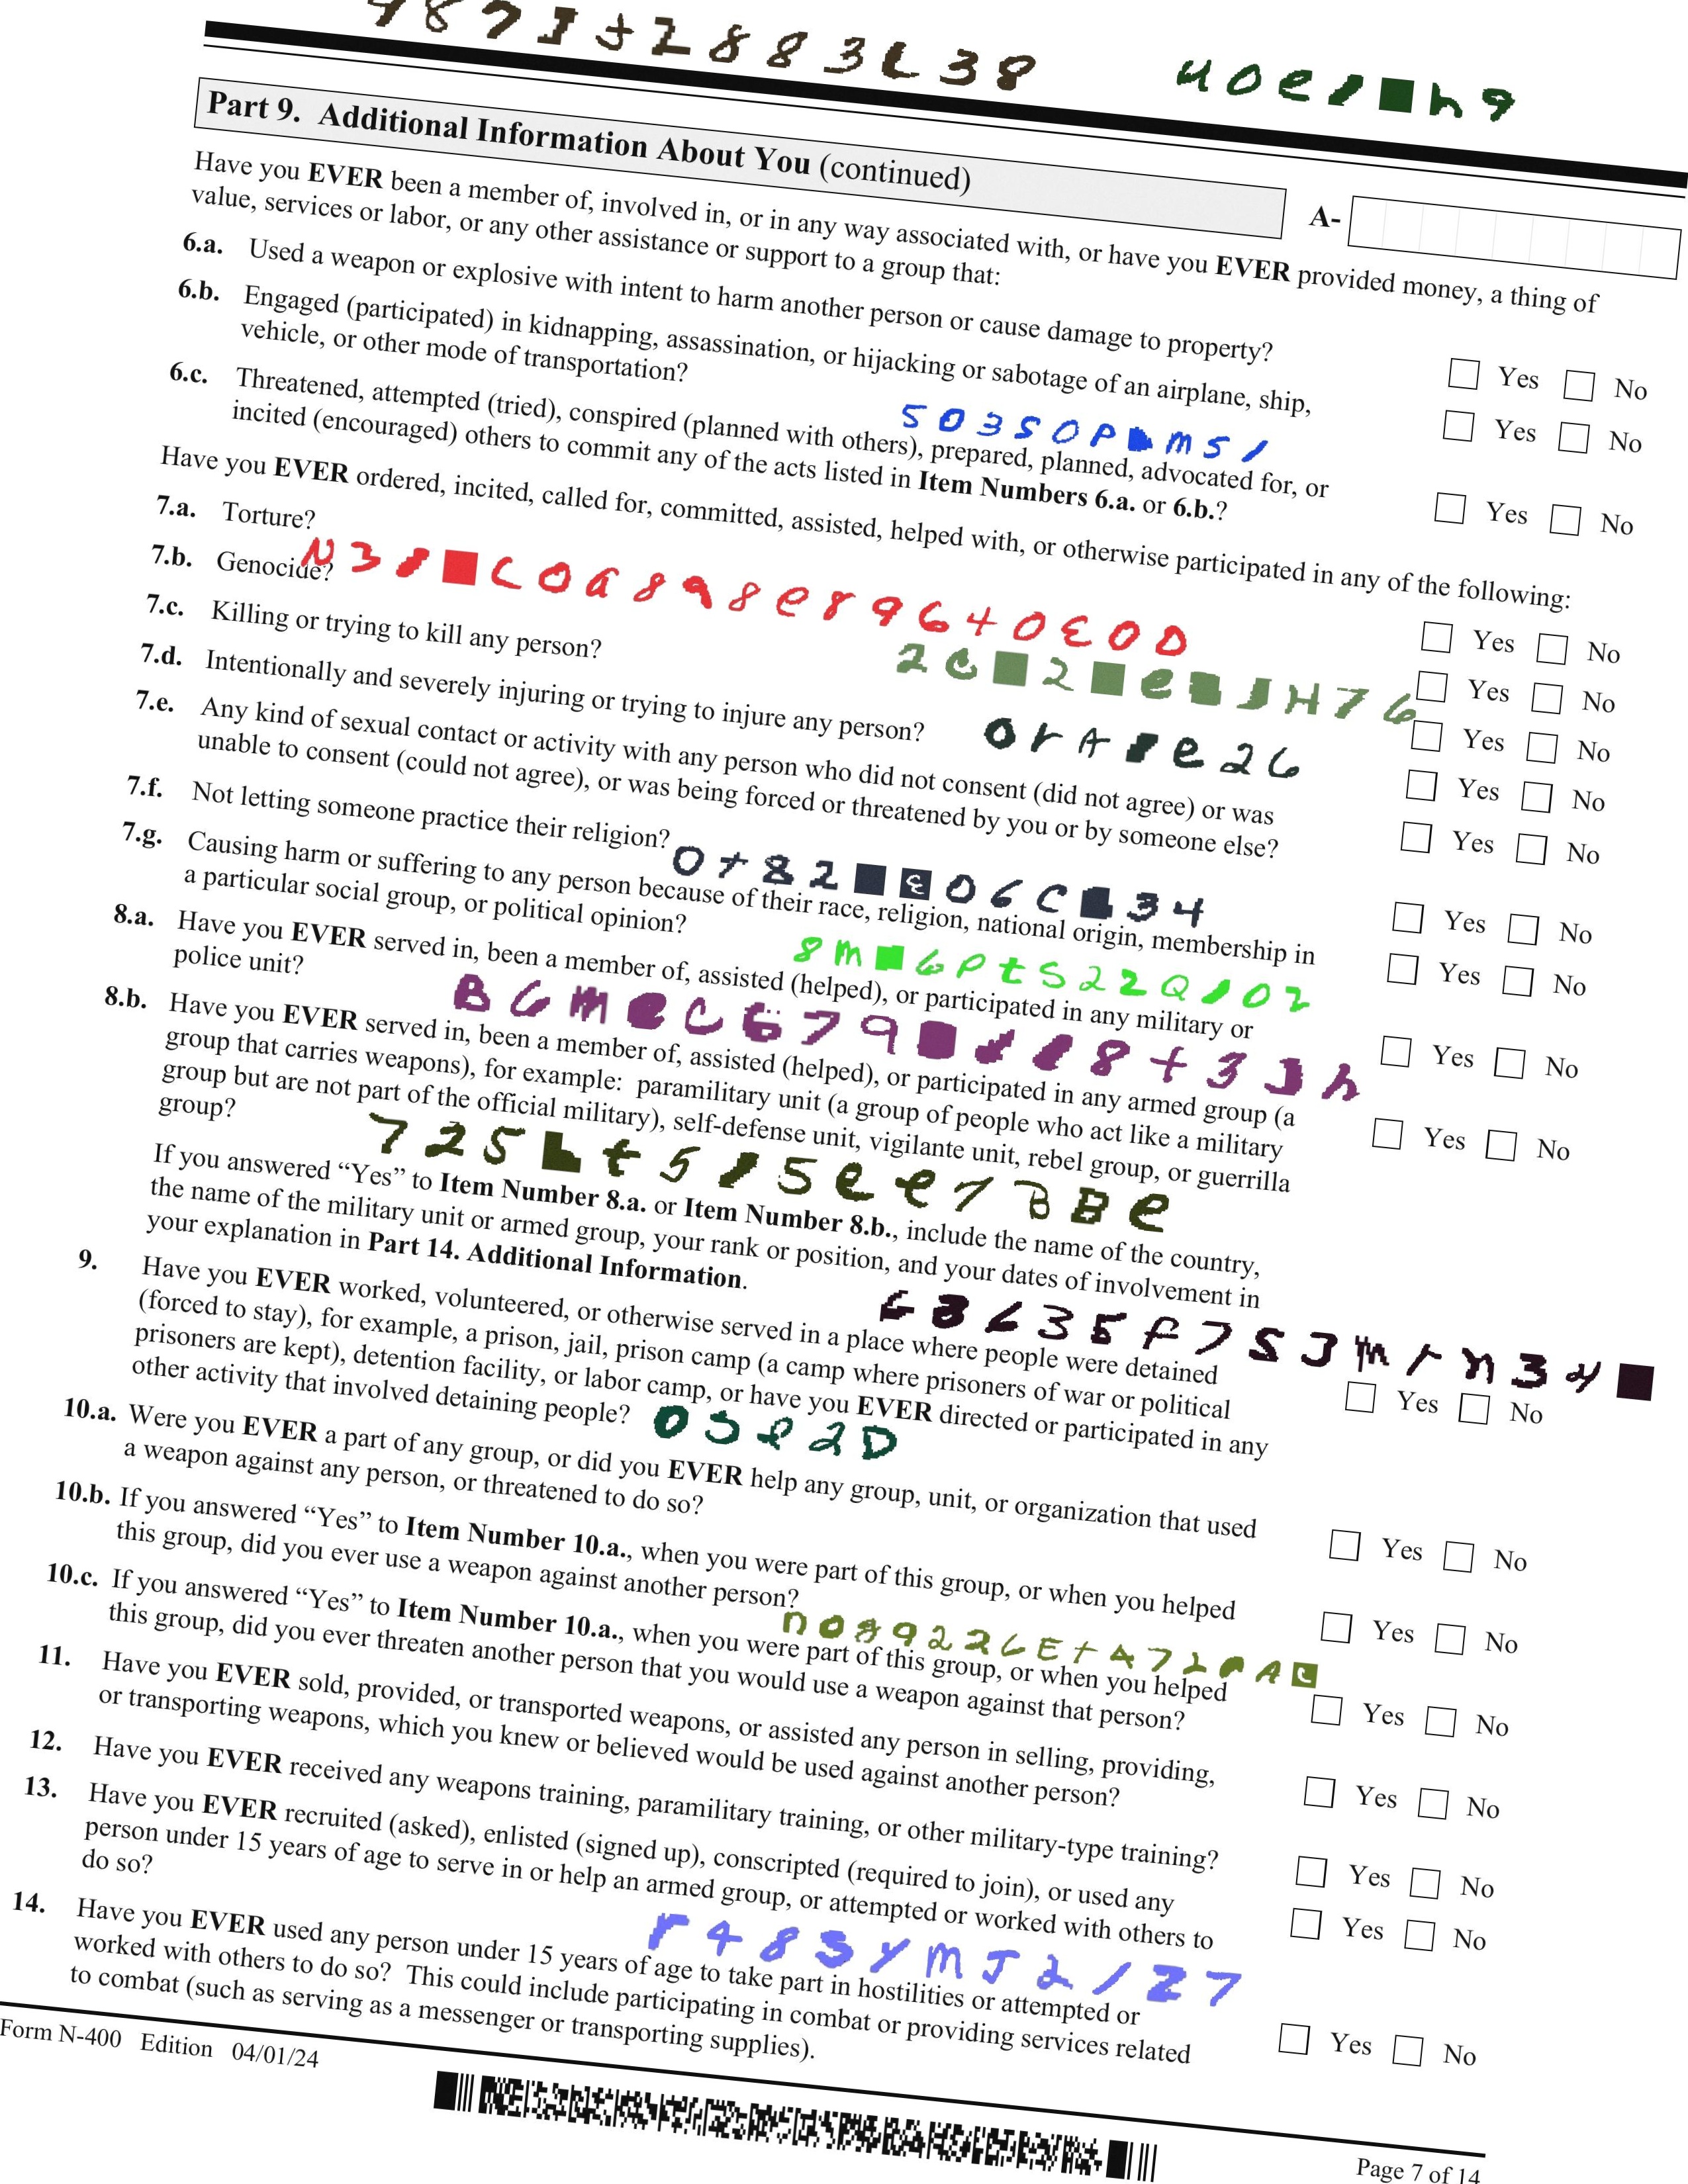 Part 9. Additional Information About You (continued)
A-
Have you EVER been a member of, involved in, or in any way associated with, or have you EVER provided money, a thing of
value, services or labor, or any other assistance or support to a group that:
6.a. Used a weapon or explosive with intent to harm another person or cause damage to property? Yes No
6.b. Engaged (participated) in kidnapping, assassination, or hijacking or sabotage of an airplane, ship,
vehicle, or other mode of transportation? Yes No
6.c. Threatened, attempted (tried), conspired (planned with others), prepared, planned, advocated for, or
incited (encouraged) others to commit any of the acts listed in Item Numbers 6.a. or 6.b.? Yes No
Have you EVER ordered, incited, called for, committed, assisted, helped with, or otherwise participated in any of the following:
7.a. Torture? Yes No
7.b. Genocide? Yes No
7.c. Killing or trying to kill any person? Yes No
7.d. Intentionally and severely injuring or trying to injure any person? Yes No
7.e. Any kind of sexual contact or activity with any person who did not consent (did not agree) or was
unable to consent (could not agree), or was being forced or threatened by you or by someone else? Yes No
7.f. Not letting someone practice their religion? Yes No
7.g. Causing harm or suffering to any person because of their race, religion, national origin, membership in
a particular social group, or political opinion? Yes No
8.a. Have you EVER served in, been a member of, assisted (helped), or participated in any military or
police unit? Yes No
8.b. Have you EVER served in, been a member of, assisted (helped), or participated in any armed group (a
group that carries weapons), for example: paramilitary unit (a group of people who act like a military
group but are not part of the official military), self-defense unit, vigilante unit, rebel group, or guerrilla
group? Yes No
If you answered “Yes” to Item Number 8.a. or Item Number 8.b., include the name of the country,
the name of the military unit or armed group, your rank or position, and your dates of involvement in
your explanation in Part 14. Additional Information.
9. Have you EVER worked, volunteered, or otherwise served in a place where people were detained
(forced to stay), for example, a prison, jail, prison camp (a camp where prisoners of war or political
prisoners are kept), detention facility, or labor camp, or have you EVER directed or participated in any
other activity that involved detaining people? Yes No
10.a. Were you EVER a part of any group, or did you EVER help any group, unit, or organization that used
a weapon against any person, or threatened to do so? Yes No
10.b. If you answered “Yes” to Item Number 10.a., when you were part of this group, or when you helped
this group, did you ever use a weapon against another person? Yes No
10.c. If you answered “Yes” to Item Number 10.a., when you were part of this group, or when you helped
this group, did you ever threaten another person that you would use a weapon against that person? Yes No
11. Have you EVER sold, provided, or transported weapons, or assisted any person in selling, providing,
or transporting weapons, which you knew or believed would be used against another person? Yes No
12. Have you EVER received any weapons training, paramilitary training, or other military-type training? Yes No
13. Have you EVER recruited (asked), enlisted (signed up), conscripted (required to join), or used any
person under 15 years of age to serve in or help an armed group, or attempted or worked with others to
do so? Yes No
14. Have you EVER used any person under 15 years of age to take part in hostilities or attempted or
r483YMJ2/Z7
worked with others to do so? This could include participating in combat or providing services related
to combat (such as serving as a messenger or transporting supplies). Yes No
Form N-400 Edition 04/01/24
Page 7 of 14